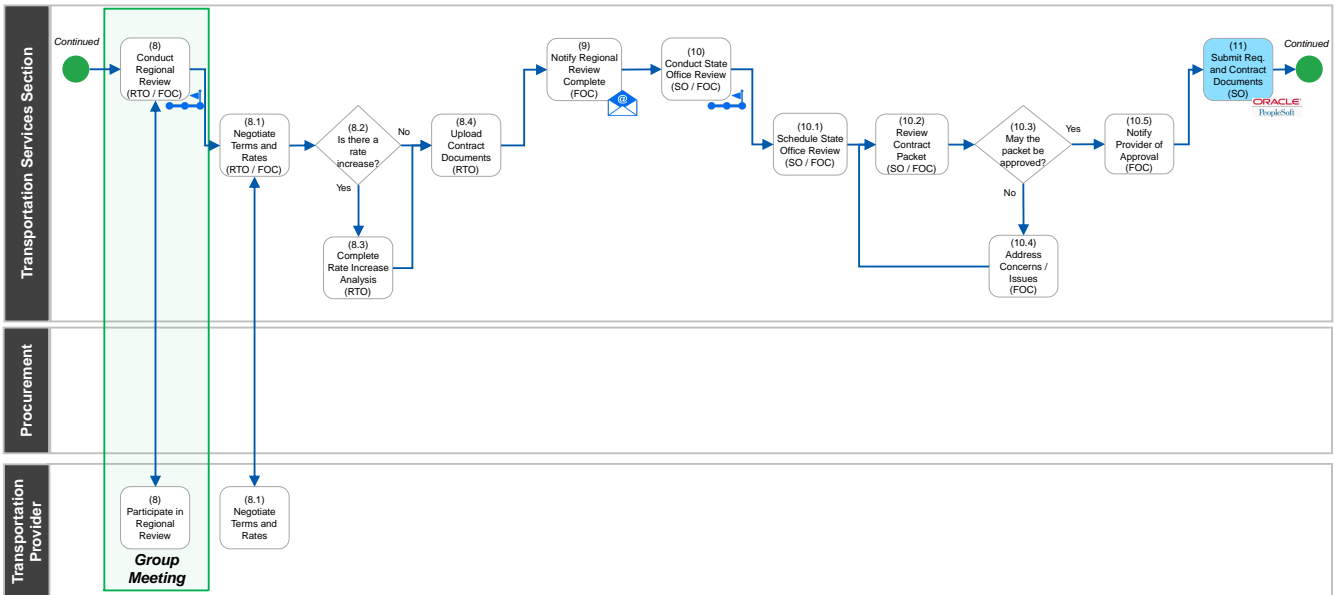 Transportation Services Section
Continued
(8)
Conduct
Regional
Review
(RTO / FOC)
(8.1)
Negotiate
Terms and
Rates
(RTO / FOC)
(8.2)
Is there a
rate
increase?
No
Yes
(8.3)
Complete
Rate Increase
Analysis
(RTO)
(8.4)
Upload
Contract
Documents
(RTO)
(9)
Notify Regional
Review
Complete
(FOC)
@
(10)
Conduct State
Office Review
(SO / FOC)
(10.1)
Schedule State
Office Review
(SO / FOC)
(10.2)
Review
Contract
Packet
(SO / FOC)
(10.3)
May the
packet be
approved?
Yes
No
(10.4)
Address
Concerns /
Issues
(FOC)
(10.5)
Notify
Provider of
Approval
(FOC)
(11)
Submit Req.
and Contract
Documents
(SO)
ORACLE
PeopleSoft
Continued
Procurement
Transportation
Provider
(8)
Participate in
Regional
Review
Group
Meeting
(8.1)
Negotiate
Terms and
Rates